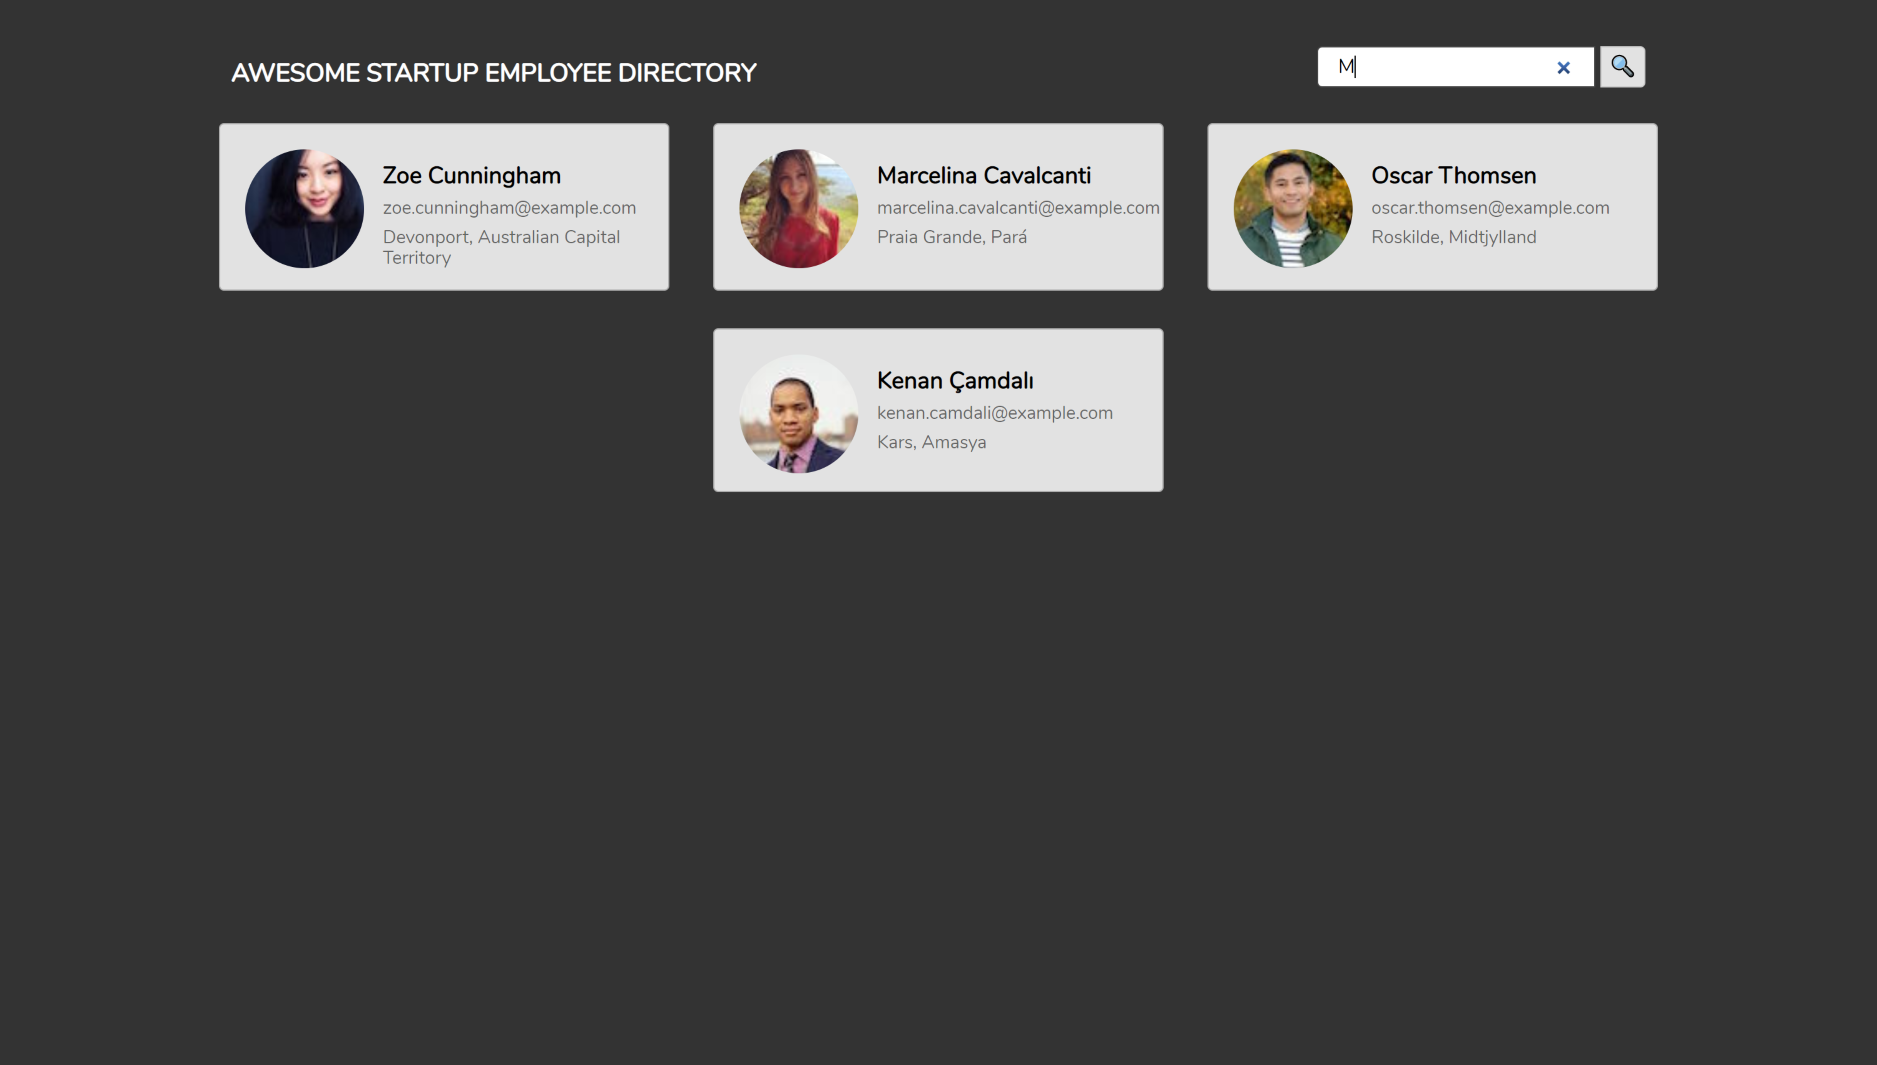 AWESOME STARTUP EMPLOYEE DIRECTORY
M
Zoe Cunningham
zoe.cunningham@example.com
Devonport, Australian Capital
Territory
Marcelina Cavalcanti
marcelina.cavalcanti@example.com
Praia Grande, Pará
Oscar Thomsen
oscar.thomsen@example.com
Roskilde, Midtjylland
Kenan Çamdalı
kenan.camdali@example.com
Kars, Amasya